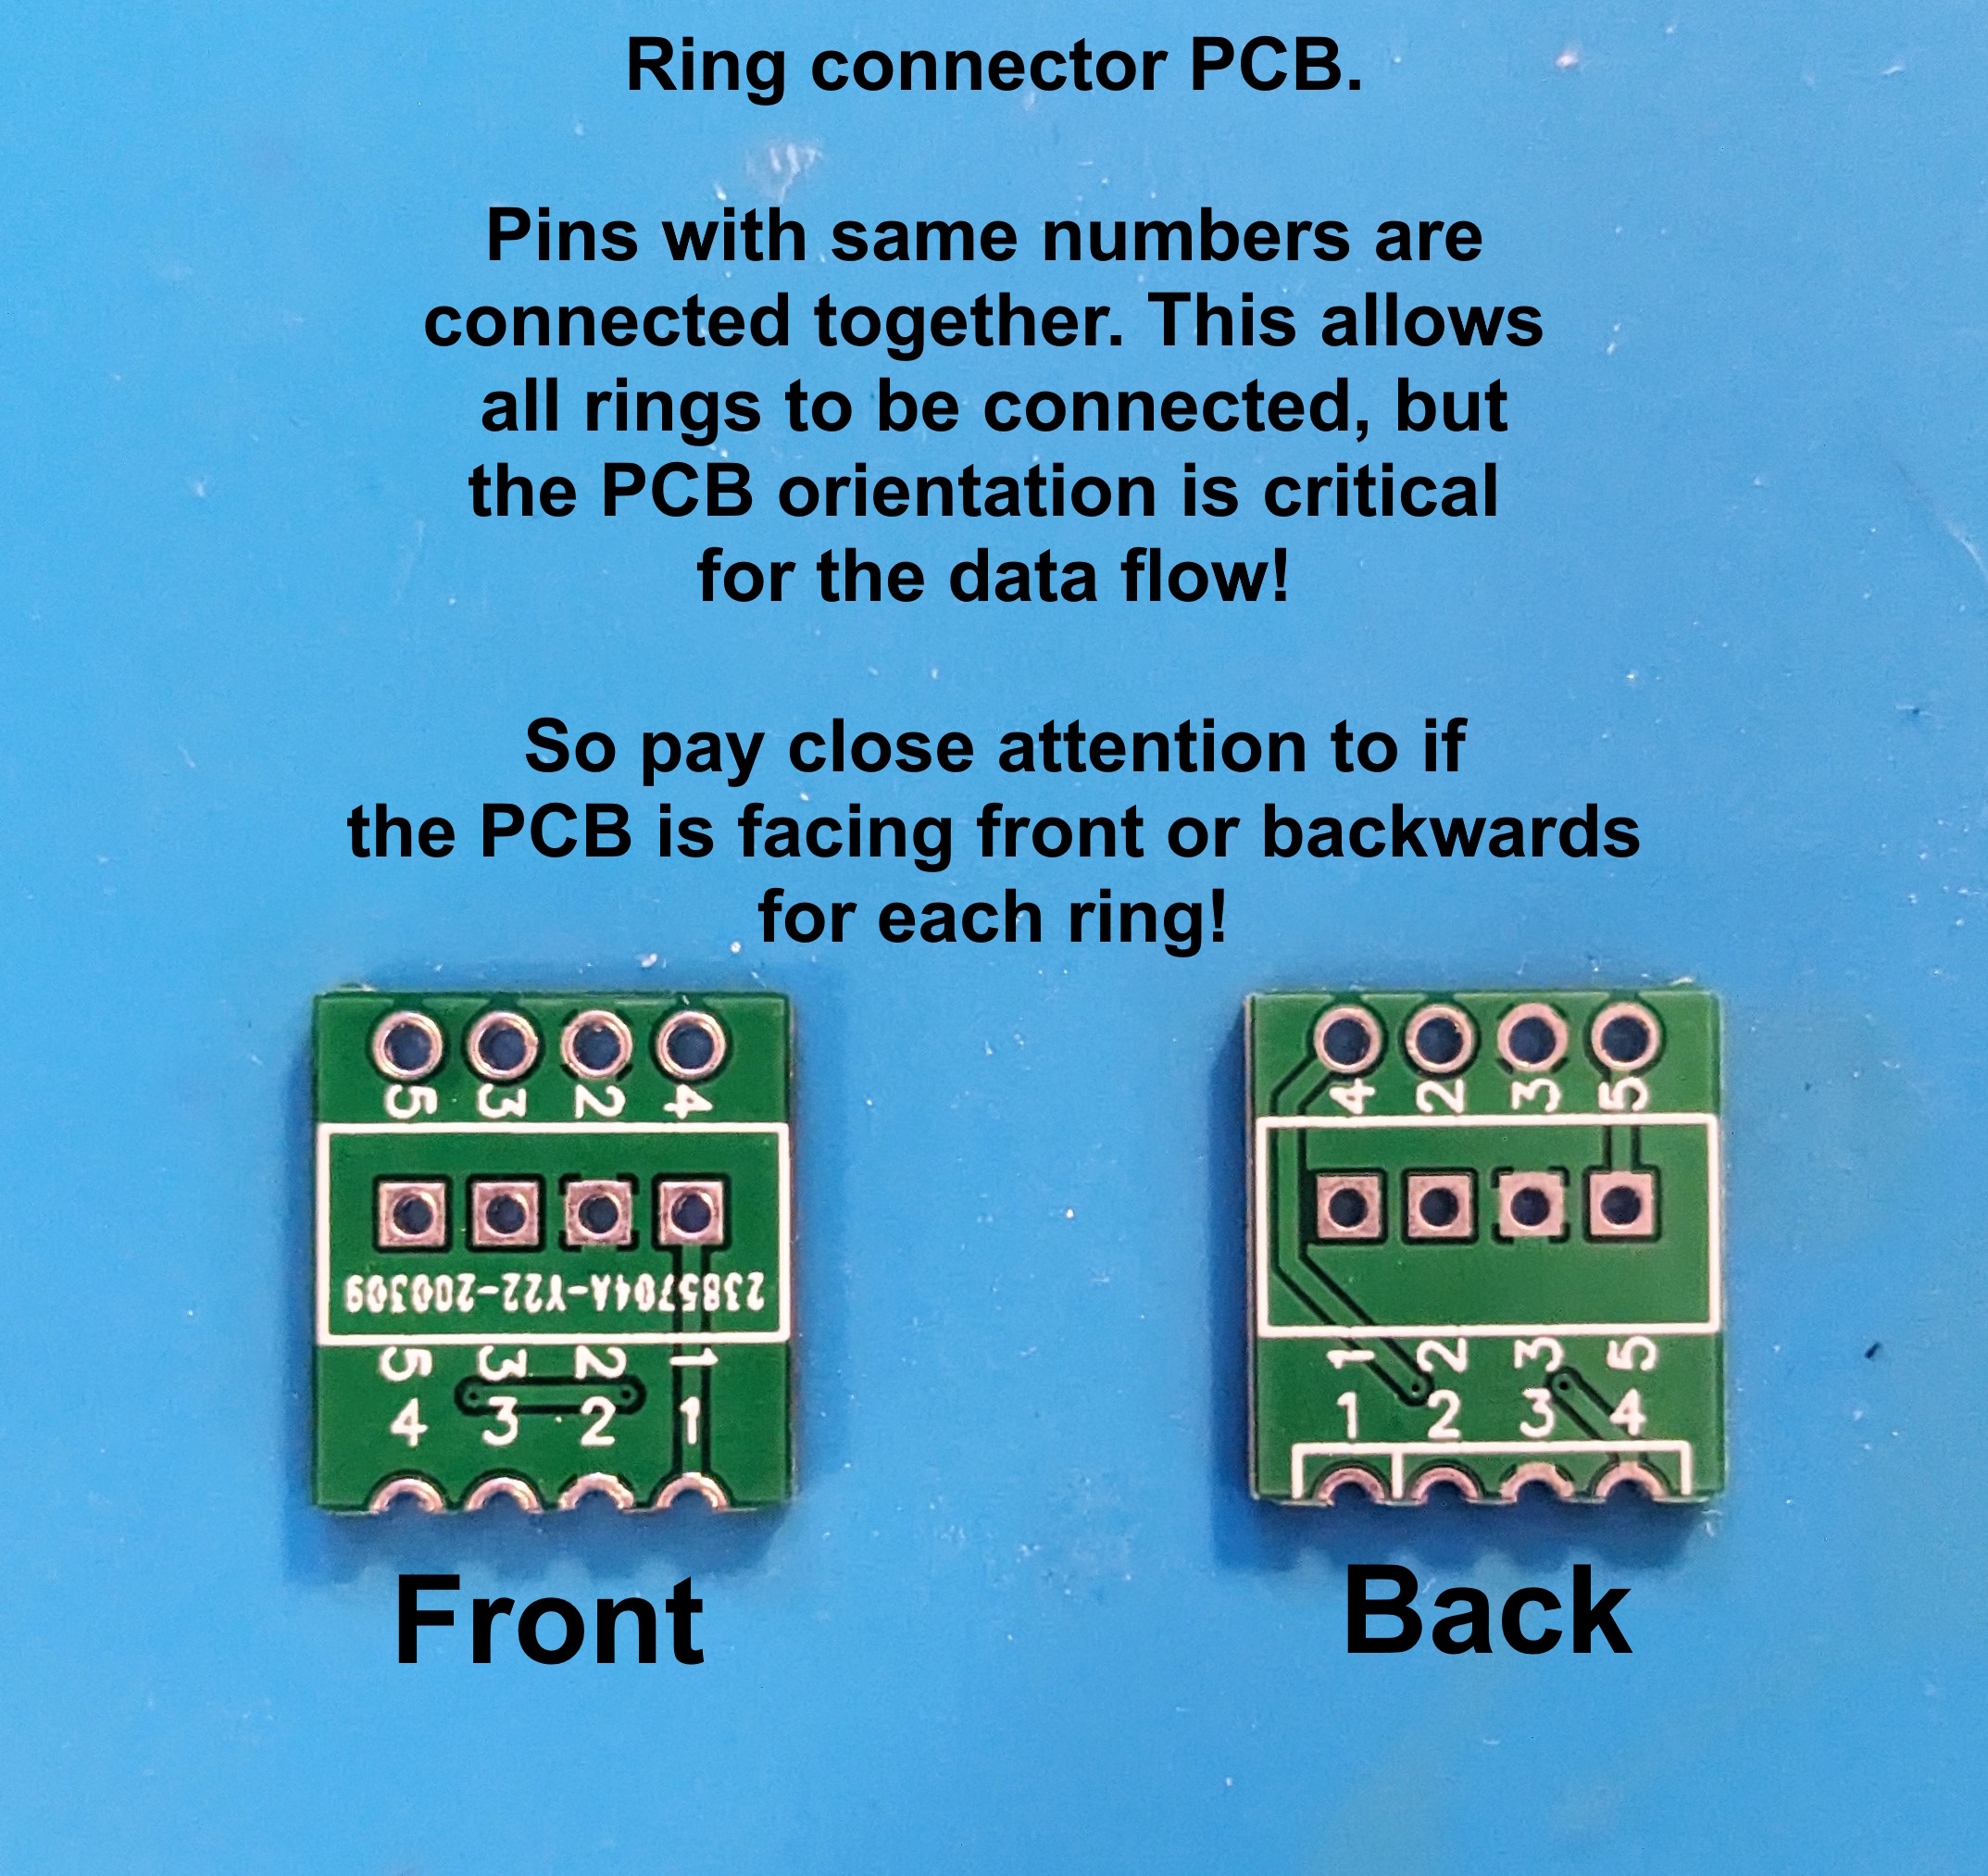 Ring connector PCB.
Pins with same numbers are
connected together. This allows
all rings to be connected, but
the PCB orientation is critical
for the data flow!
So pay close attention to if
the PCB is facing front or backwards
for each ring!
5 3 2 4
2385704A-Y22-200309
5 3 2 1
4 3 2 1
Front
4 2 3 5
1 2 3 5
1 2 3 4
Back